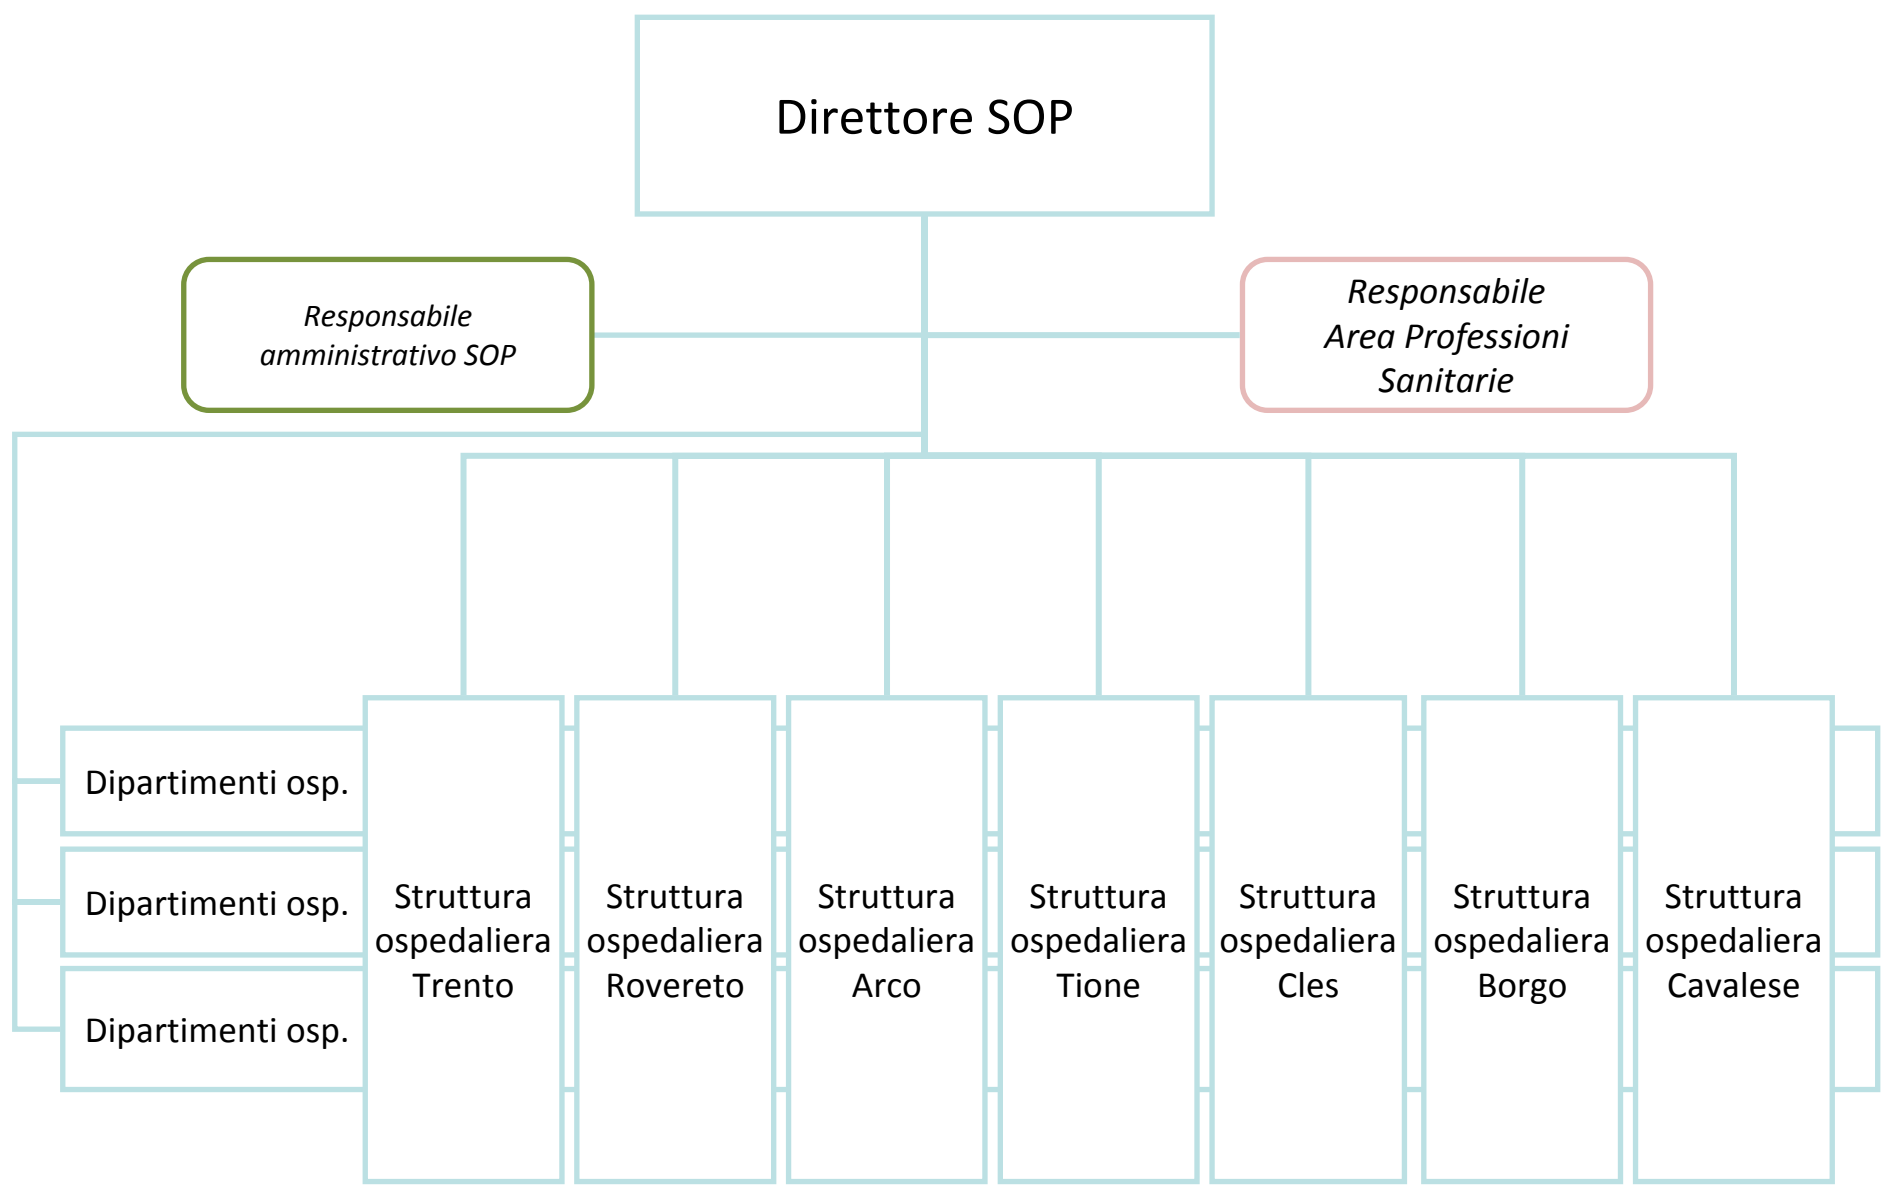 Direttore SOP
Responsabile
amministrativo SOP
Responsabile
Area Professioni
Sanitarie
Dipartimenti osp.
Dipartimenti osp.
Dipartimenti osp.
Struttura
ospedaliera
Trento
Struttura
ospedaliera
Rovereto
Struttura
ospedaliera
Arco
Struttura
ospedaliera
Tione
Struttura
ospedaliera
Cles
Struttura
ospedaliera
Borgo
Struttura
ospedaliera
Cavalese